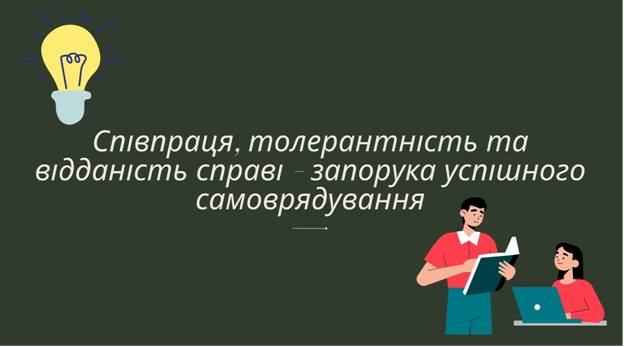 Співпраця, толерантність та
відданість справі - запорука успішного
самоврядування